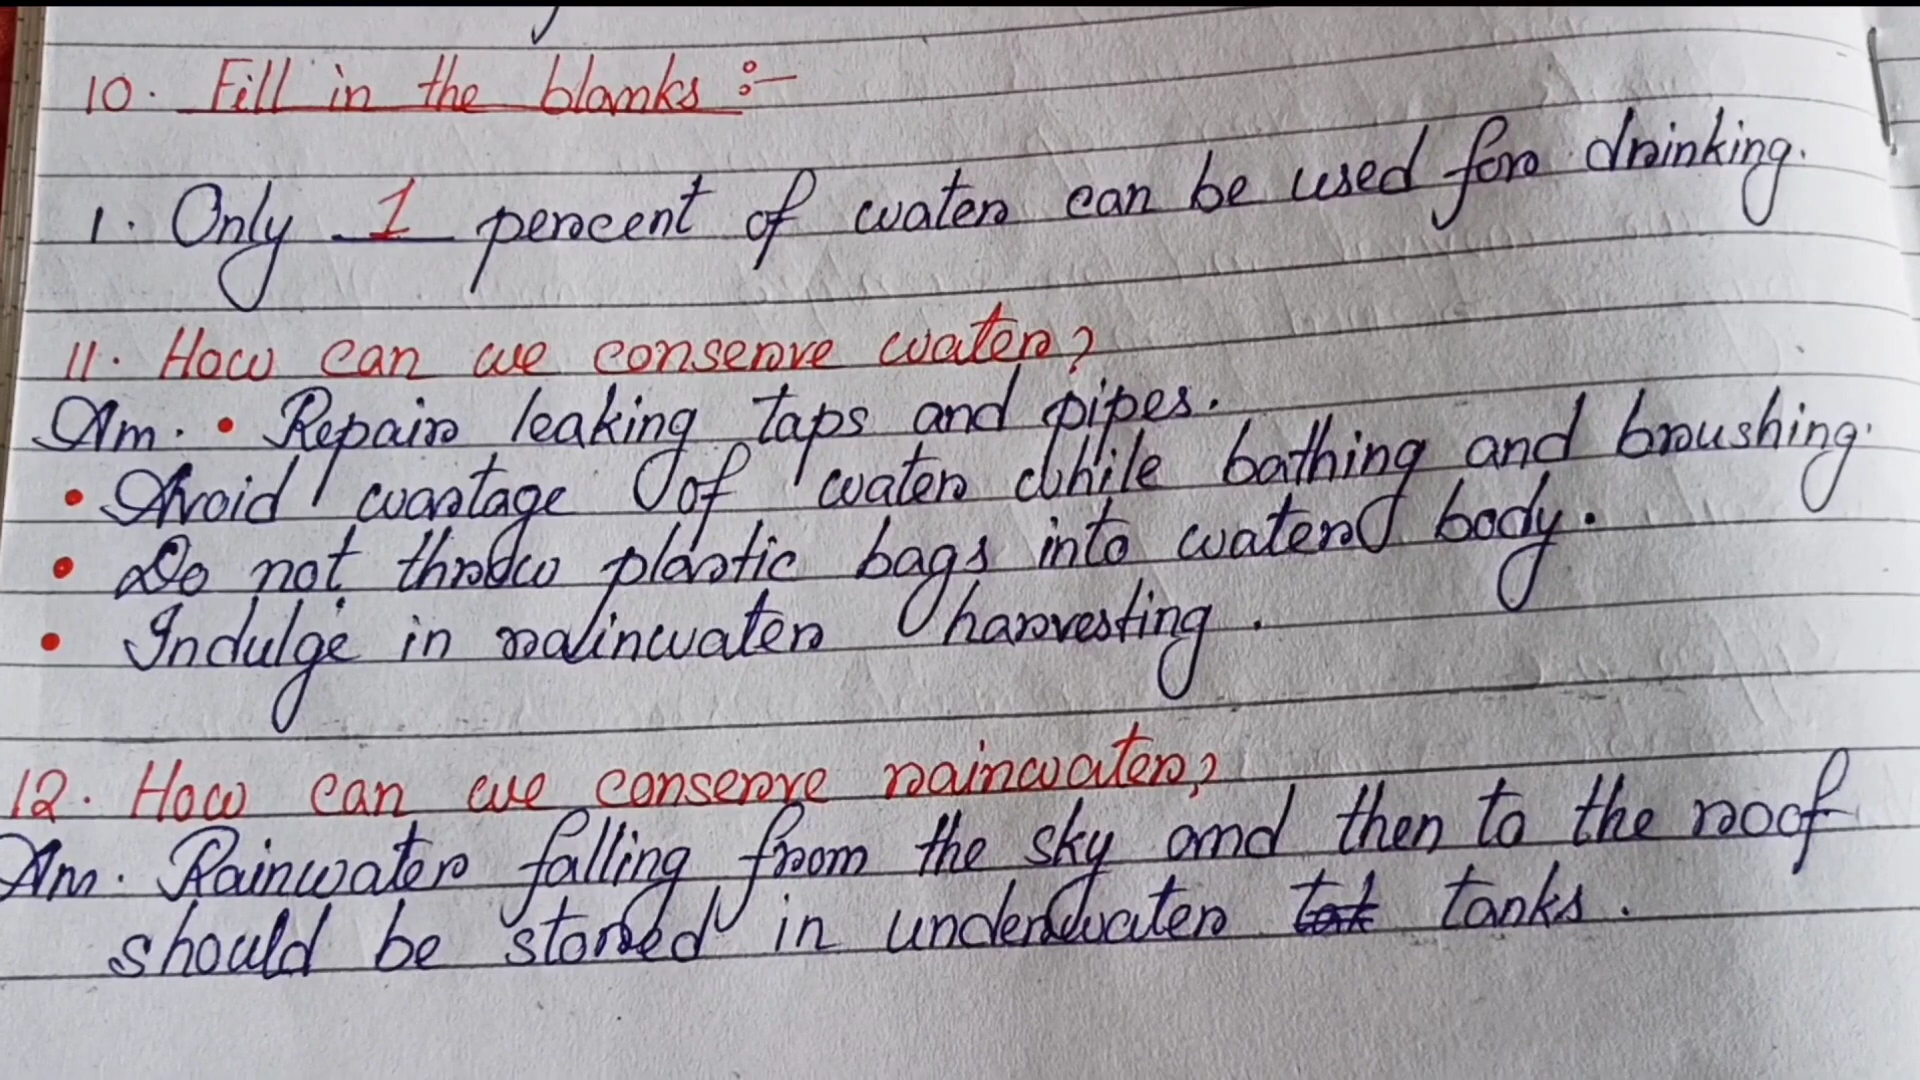 10. Fill in the blanks :-
1. Only 1 percent of water can be used for drinking.
11. How can we conserve water?
Ans. • Repair leaking taps and pipes.
• Avoid wastage of water while bathing and brushing.
• Do not throw plastic bags into water body.
• Indulge in rainwater harvesting.
12. How can we conserve rainwater?
Ans. Rainwater falling from the sky and then to the roof
should be stored in underwater tanks.